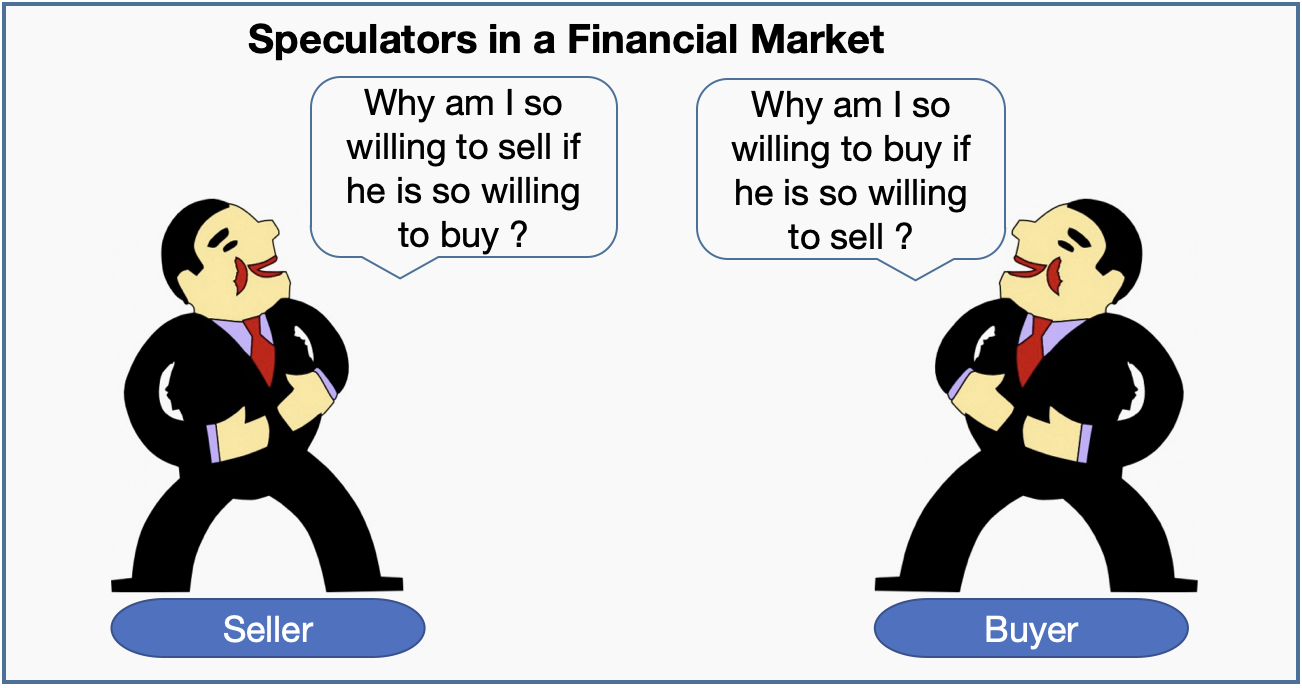 Speculators in a Financial Market
Why am I so
willing to sell if
he is so willing
to buy ?
Why am I so
willing to buy if
he is so willing
to sell ?
Seller
Buyer